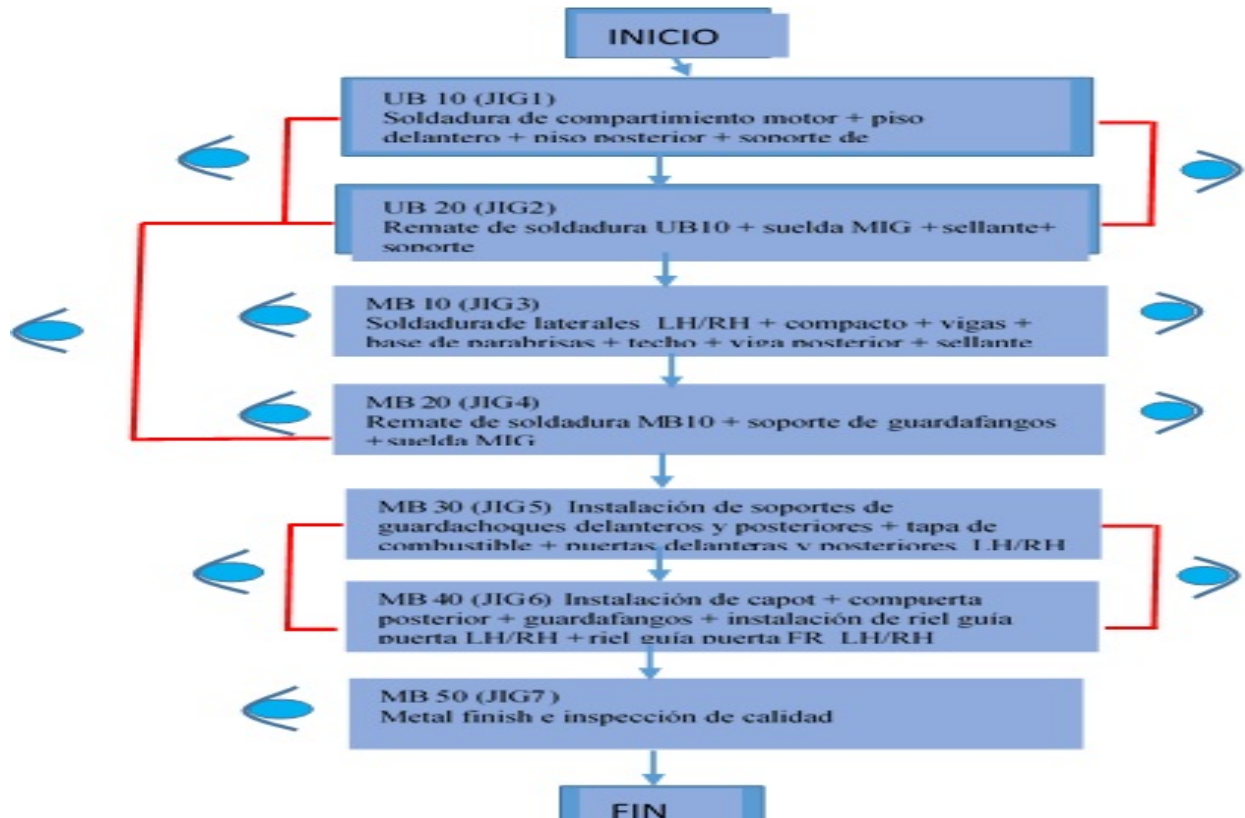 INICIO
UB 10 (JIG1)
Soldadura de compartimiento motor + piso
delantero + piso posterior + soporte de
UB 20 (JIG2)
Remate de soldadura UB10 + suelda MIG +sellante+
soporte
MB 10 (JIG3)
Soldadura de laterales LH/RH + compacto + vigas +
base de parabrisas + techo + viga posterior + sellante
MB 20 (JIG4)
Remate de soldadura MB10 + soporte de guardafangos
+suelda MIG
MB 30 (JIG5) Instalación de soportes de
guardachoques delanteros y posteriores + tapa de
combustible + puertas delanteras y posteriores LH/RH
MB 40 (JIG6) Instalación de capot + compuerta
posterior + guardafangos + instalación de riel guía
puerta LH/RH + riel guía puerta FR LH/RH
MB 50 (JIG7)
Metal finish e inspección de calidad
FIN